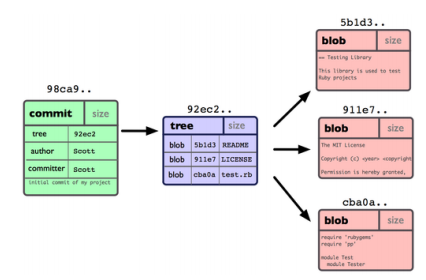 98ca9..
commit size
tree 92ec2
author Scott
committer Scott
initial commit of my project
92ec2..
tree size
blob 5b1d3 README
blob 911e7 LICENSE
blob cba0a test.rb
5b1d3..
blob size
== Testing Library
This library is used to test
Ruby projects
911e7..
blob size
The MIT License
Copyright (c) <year> <copyright
Permission is hereby granted,
cba0a..
blob size
require 'rubygems'
require 'pp'
module Test
module Tester